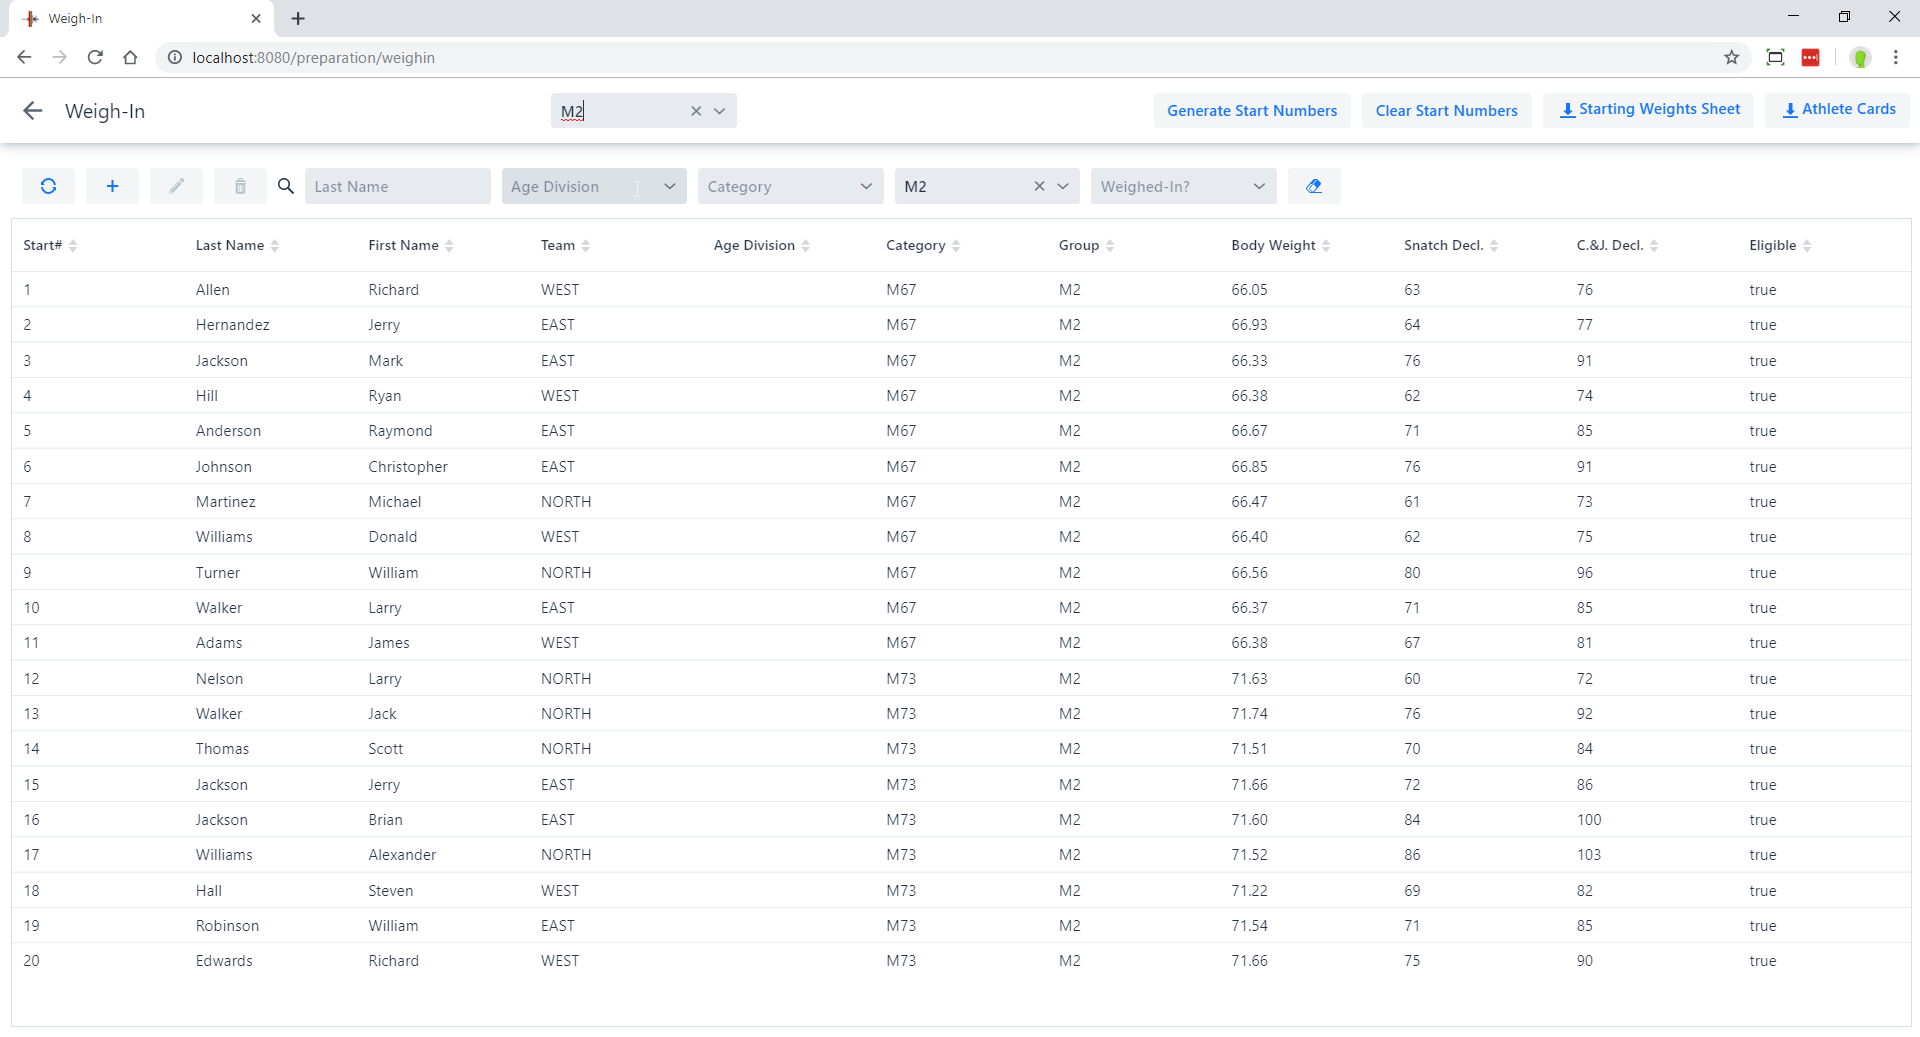 Weigh-In
localhost:8080/preparation/weighin
Weigh-In M2 Generate Start Numbers Clear Start Numbers Starting Weights Sheet Athlete Cards
Last Name Age Division Category M2 Weighed-In?
Start# Last Name First Name Team Age Division Category Group Body Weight Snatch Decl. C.&J. Decl. Eligible
1 Allen Richard WEST M67 M2 66.05 63 76 true
2 Hernandez Jerry EAST M67 M2 66.93 64 77 true
3 Jackson Mark EAST M67 M2 66.33 76 91 true
4 Hill Ryan WEST M67 M2 66.38 62 74 true
5 Anderson Raymond EAST M67 M2 66.67 71 85 true
6 Johnson Christopher EAST M67 M2 66.85 76 91 true
7 Martinez Michael NORTH M67 M2 66.47 61 73 true
8 Williams Donald WEST M67 M2 66.40 62 75 true
9 Turner William NORTH M67 M2 66.56 80 96 true
10 Walker Larry EAST M67 M2 66.37 71 85 true
11 Adams James WEST M67 M2 66.38 67 81 true
12 Nelson Larry NORTH M73 M2 71.63 60 72 true
13 Walker Jack NORTH M73 M2 71.74 76 92 true
14 Thomas Scott NORTH M73 M2 71.51 70 84 true
15 Jackson Jerry EAST M73 M2 71.66 72 86 true
16 Jackson Brian EAST M73 M2 71.60 84 100 true
17 Williams Alexander NORTH M73 M2 71.52 86 103 true
18 Hall Steven WEST M73 M2 71.22 69 82 true
19 Robinson William EAST M73 M2 71.54 71 85 true
20 Edwards Richard WEST M73 M2 71.66 75 90 true